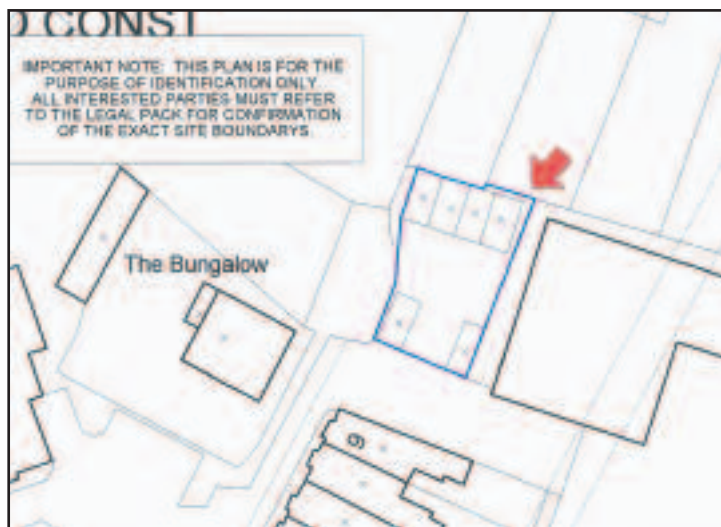 D CONST
IMPORTANT NOTE: THIS PLAN IS FOR THE
PURPOSE OF IDENTIFICATION ONLY
ALL INTERESTED PARTIES MUST REFER
TO THE LEGAL PACK FOR CONFIRMATION
OF THE EXACT SITE BOUNDARYS.
The Bungalow
9